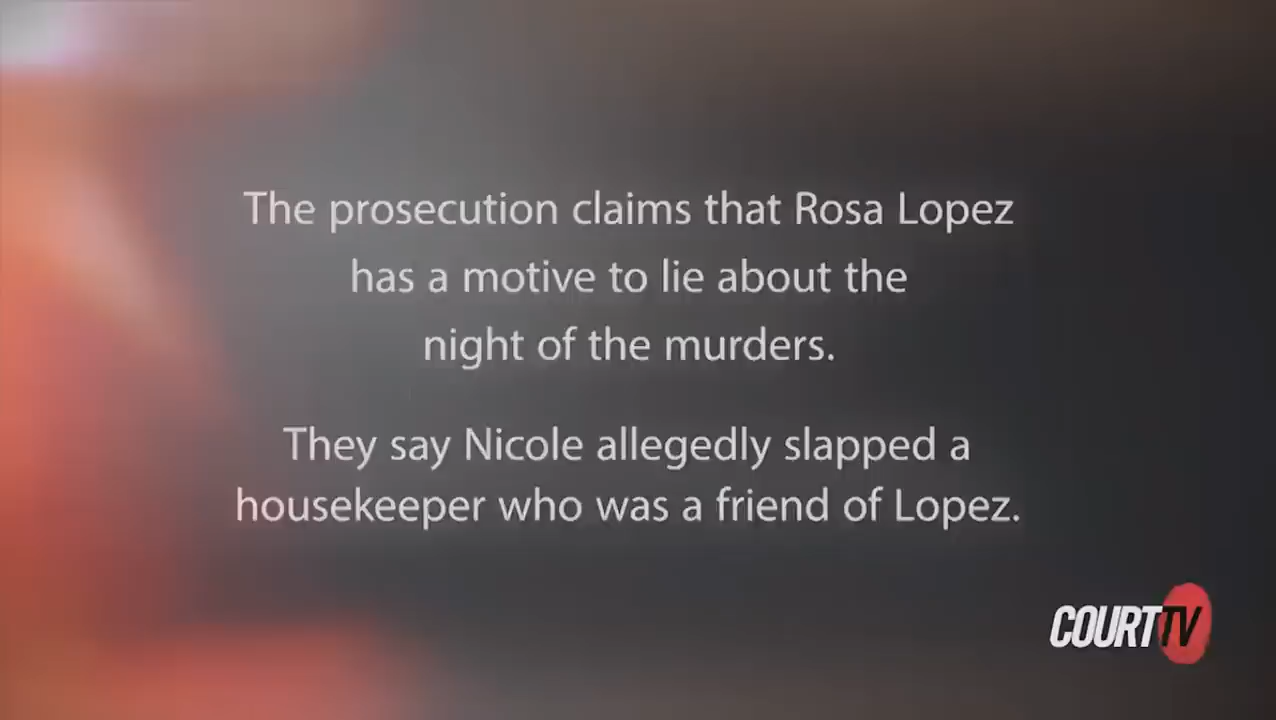 The prosecution claims that Rosa Lopez
has a motive to lie about the
night of the murders.
They say Nicole allegedly slapped a
housekeeper who was a friend of Lopez.
COURT TV